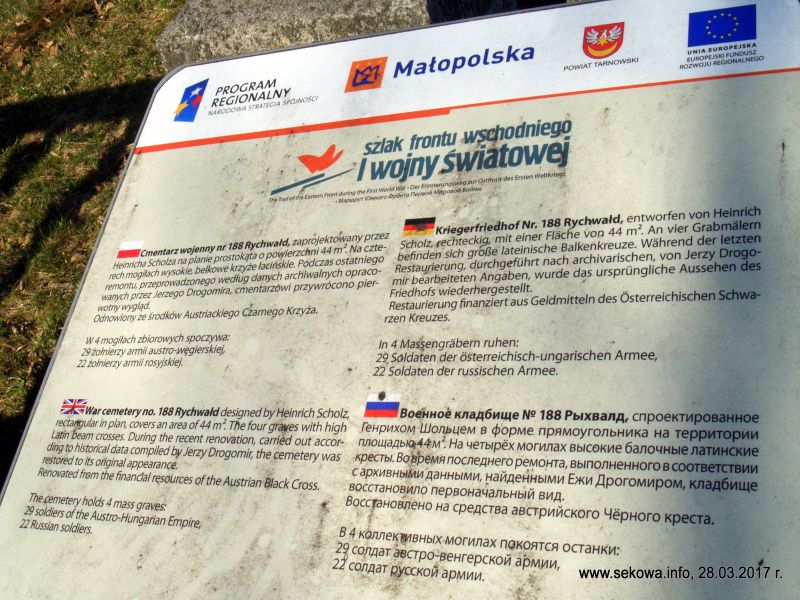 PROGRAM
REGIONALNY
NARODOWA STRATEGIA SPÓJNOŚCI
Małopolska
POWIAT TARNOWSKI
UNIA EUROPEJSKA
EUROPEJSKI FUNDUSZ
ROZWOJU REGIONALNEGO
szlak frontu wschodniego
I wojny światowej
The Trail of the Eastern Front during the First World War • Der Erinnerungsweg zur Ostfront des Ersten Weltkriegs
• Маршрут Южного Фронта Первой Мировой Войны
Cmentarz wojenny nr 188 Rychwałd, zaprojektowany przez
Heinricha Scholza na planie prostokąta o powierzchni 44 m². Na czte-
rech mogiłach wysokie, belkowe krzyże łacińskie. Podczas ostatniego
remontu, przeprowadzonego według danych archiwalnych opraco-
wanych przez Jerzego Drogomira, cmentarzowi przywrócono pier-
wotny wygląd.
Odnowiony ze środków Austriackiego Czarnego Krzyża.
W 4 mogiłach zbiorowych spoczywa:
29 żołnierzy armii austro-węgierskiej,
22 żołnierzy armii rosyjskiej.
Kriegerfriedhof Nr. 188 Rychwałd, entworfen von Heinrich
Scholz, rechteckig, mit einer Fläche von 44 m². An vier Grabmälern
befinden sich große lateinische Balkenkreuze. Während der letzten
Restaurierung, durchgeführt nach archivarischen, von Jerzy Drogo-
mir bearbeiteten Angaben, wurde das ursprüngliche Aussehen des
Friedhofs wiederhergestellt.
Restaurierung finanziert aus Geldmitteln des Österreichischen Schwa-
rzen Kreuzes.
In 4 Massengräbern ruhen:
29 Soldaten der österreichisch-ungarischen Armee,
22 Soldaten der russischen Armee.
War cemetery no. 188 Rychwałd designed by Heinrich Scholz,
rectangular in plan, covers an area of 44 m². The four graves with high
Latin beam crosses. During the recent renovation, carried out accor-
ding to historical data compiled by Jerzy Drogomir, the cemetery was
restored to its original appearance.
Renovated from the financial resources of the Austrian Black Cross.
The cemetery holds 4 mass graves:
29 soldiers of the Austro-Hungarian Empire,
22 Russian soldiers.
Военное кладбище № 188 Рыхвалд, спроектированное
Генрихом Шольцем в форме прямоугольника на территории
площадью 44 м². На четырёх могилах высокие балочные латинские
кресты. Во время последнего ремонта, выполненного в соответствии
с архивными данными, найденными Ежи Дрогомиром, кладбище
восстановило первоначальный вид.
Восстановлено на средства австрийского Чёрного креста.
В 4 коллективных могилах покоятся останки:
29 солдат австро-венгерской армии,
22 солдат русской армии.
www.sekowa.info, 28.03.2017 r.